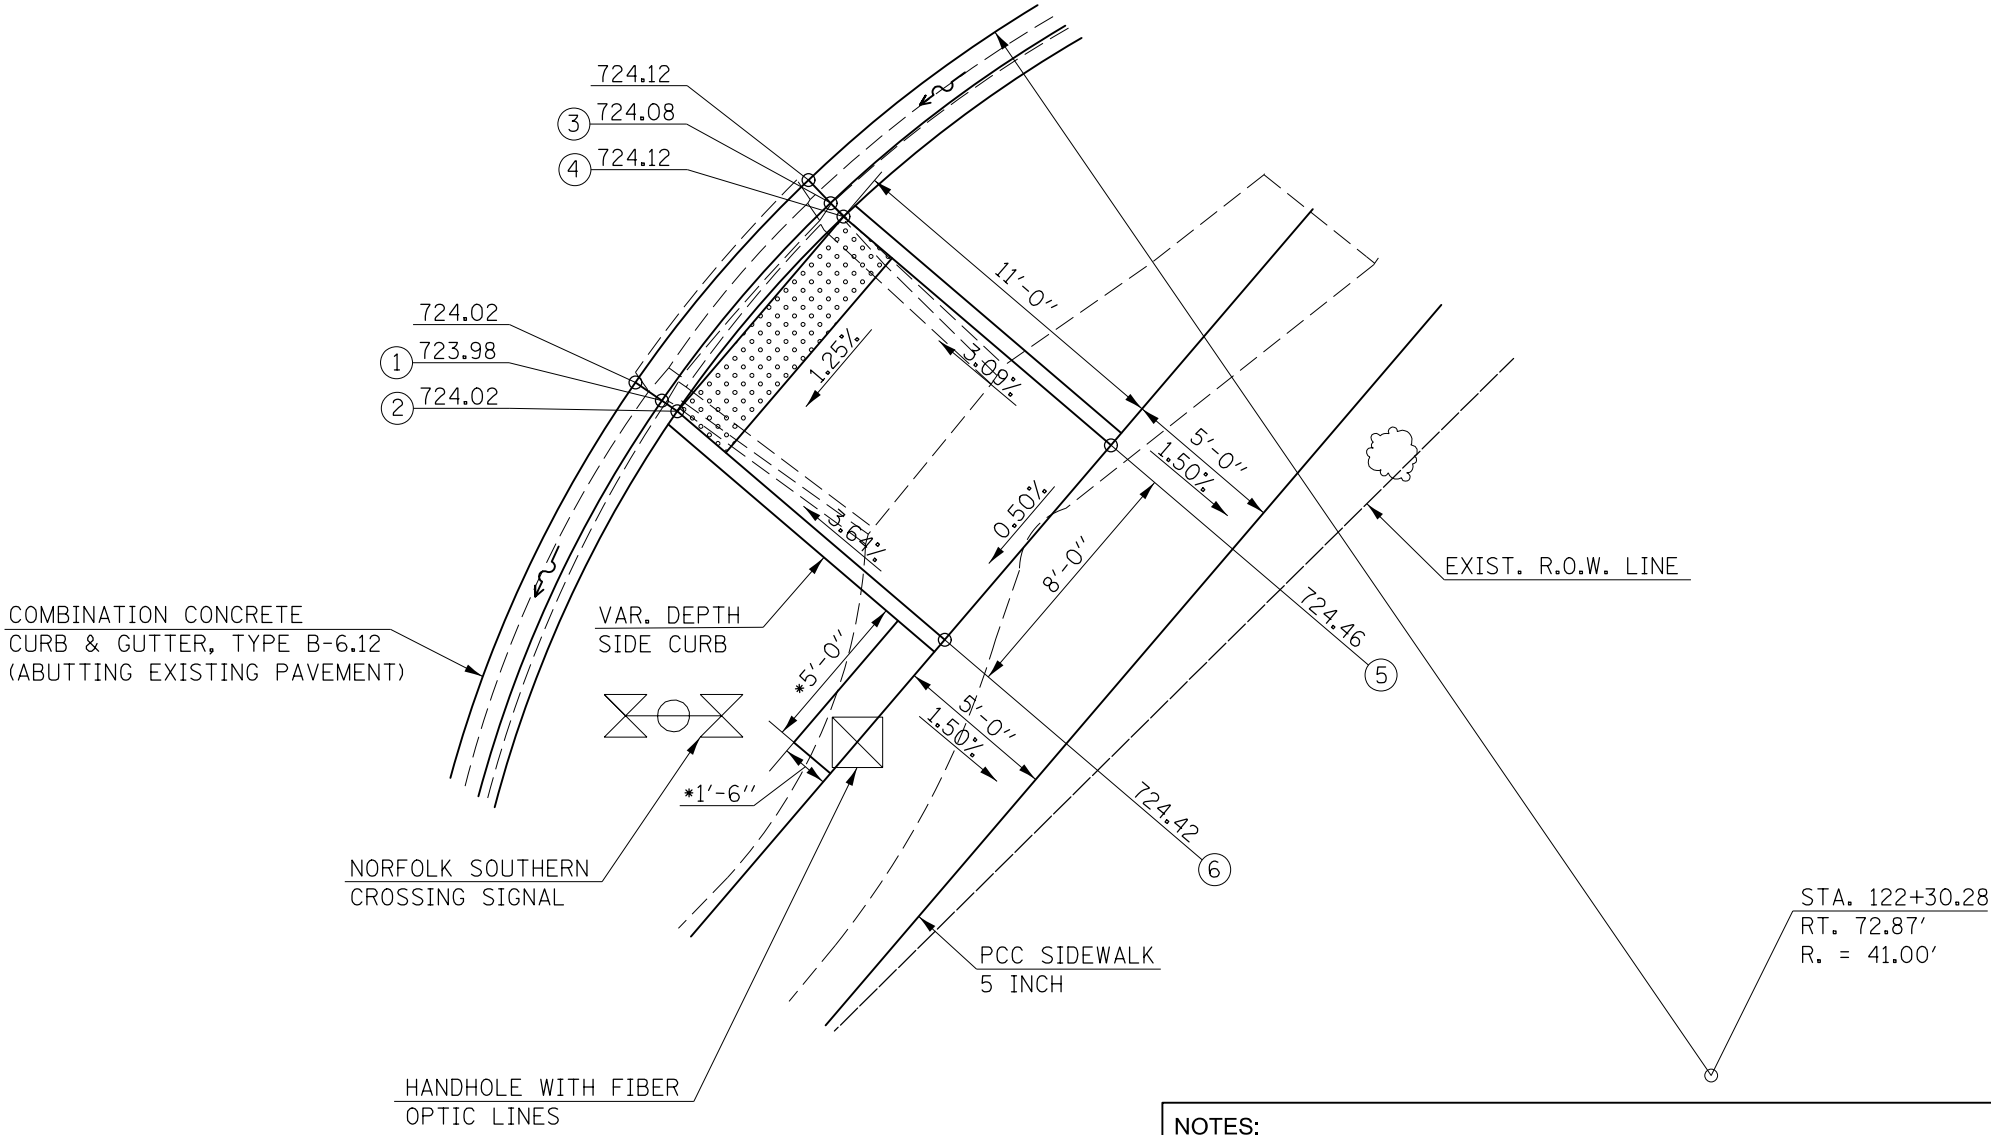 724.12
3 724.08
4 724.12
724.02
1 723.98
2 724.02
11'-0"
1.25%
3.09%
5'-0"
1.50%
0.50%
3.64%
8'-0"
EXIST. R.O.W. LINE
COMBINATION CONCRETE
CURB & GUTTER, TYPE B-6.12
(ABUTTING EXISTING PAVEMENT)
VAR. DEPTH
SIDE CURB
724.46
5
*5'-0"
5'-0"
1.50%
*1'-6"
724.42
6
NORFOLK SOUTHERN
CROSSING SIGNAL
STA. 122+30.28
RT. 72.87'
R. = 41.00'
PCC SIDEWALK
5 INCH
HANDHOLE WITH FIBER
OPTIC LINES
NOTES: